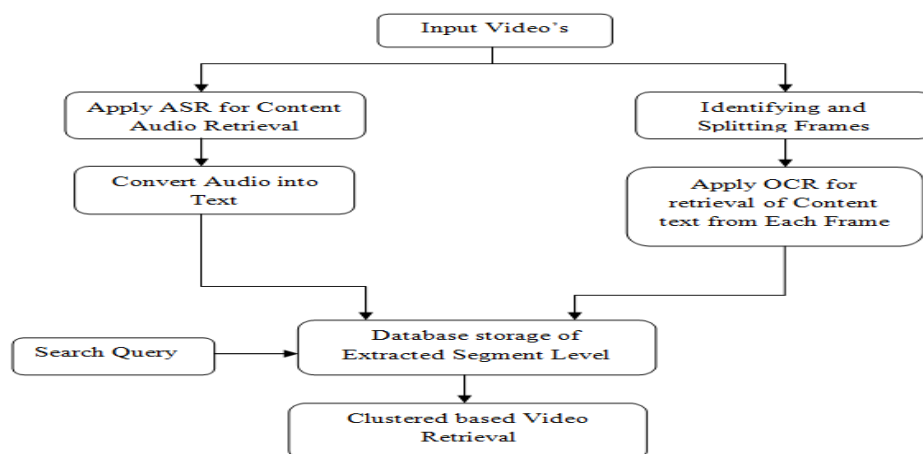 Input Video's
Apply ASR for Content
Audio Retrieval
Identifying and
Splitting Frames
Convert Audio into
Text
Apply OCR for
retrieval of Content
text from Each Frame
Database storage of
Extracted Segment Level
Search Query
Clustered based Video
Retrieval